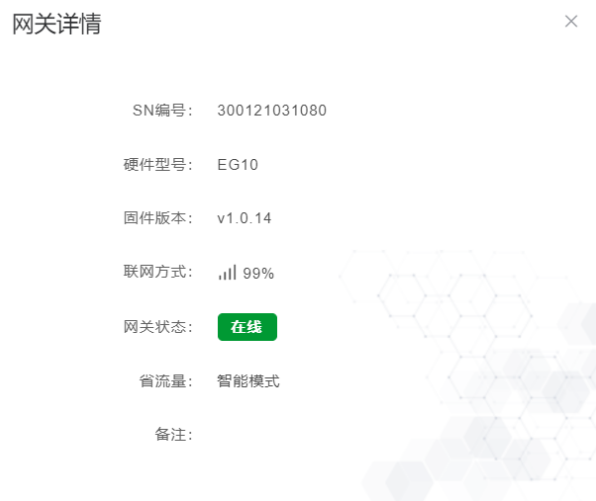 网关详情
SN编号： 300121031080
硬件型号： EG10
固件版本： v1.0.14
联网方式： 99%
网关状态： 在线
省流量： 智能模式
备注：